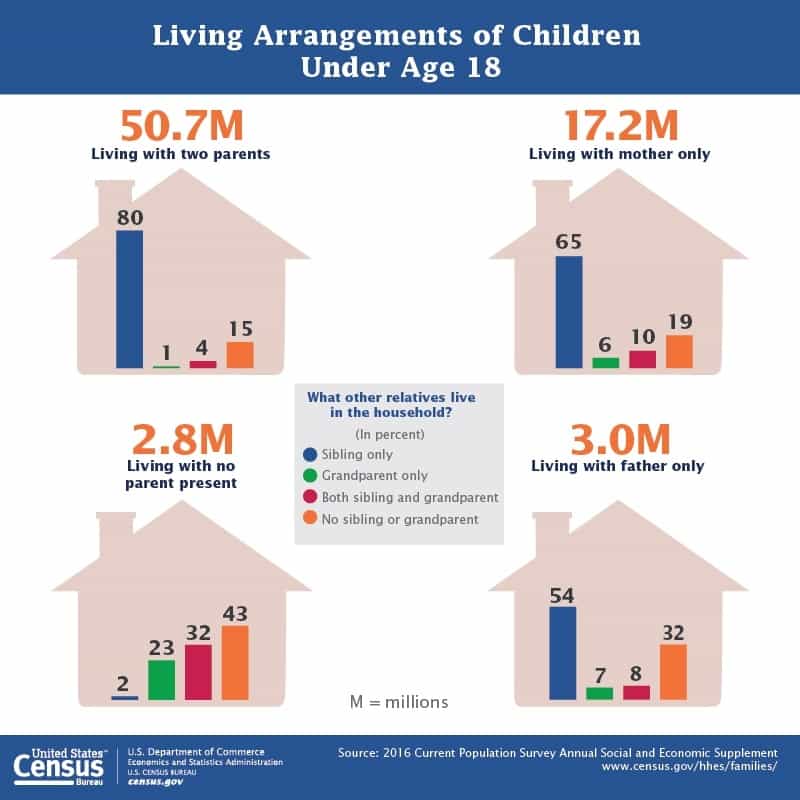 Living Arrangements of Children
Under Age 18
50.7M
Living with two parents
80
1
4
15
17.2M
Living with mother only
65
6
10
19
What other relatives live
in the household?
(In percent)
Sibling only
Grandparent only
Both sibling and grandparent
No sibling or grandparent
2.8M
Living with no
parent present
2
23
32
43
3.0M
Living with father only
54
7
8
32
M = millions
United States™
Census
Bureau
U.S. Department of Commerce
Economics and Statistics Administration
U.S. CENSUS BUREAU
census.gov
Source: 2016 Current Population Survey Annual Social and Economic Supplement
www.census.gov/hhes/families/